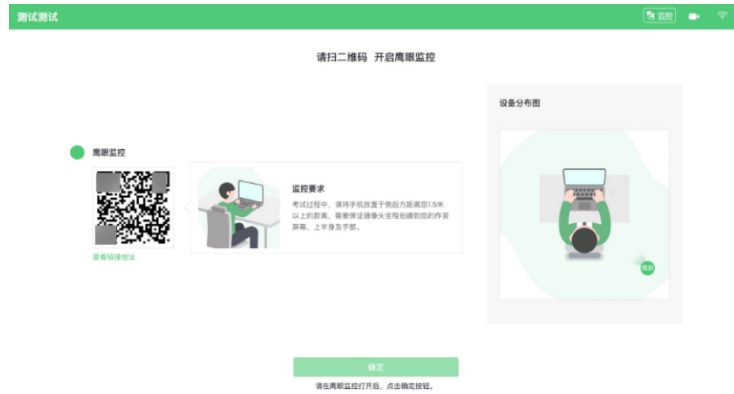 测试测试
监控
请扫二维码 开启鹰眼监控
设备分布图
鹰眼监控
监控要求
考试过程中，请将手机放置于侧后方距离您1.5米
以上的距离，需要保证摄像头全程拍摄到您的作答
屏幕、上半身及手部。
查看链接地址
确定
请在鹰眼监控打开后，点击确定按钮。